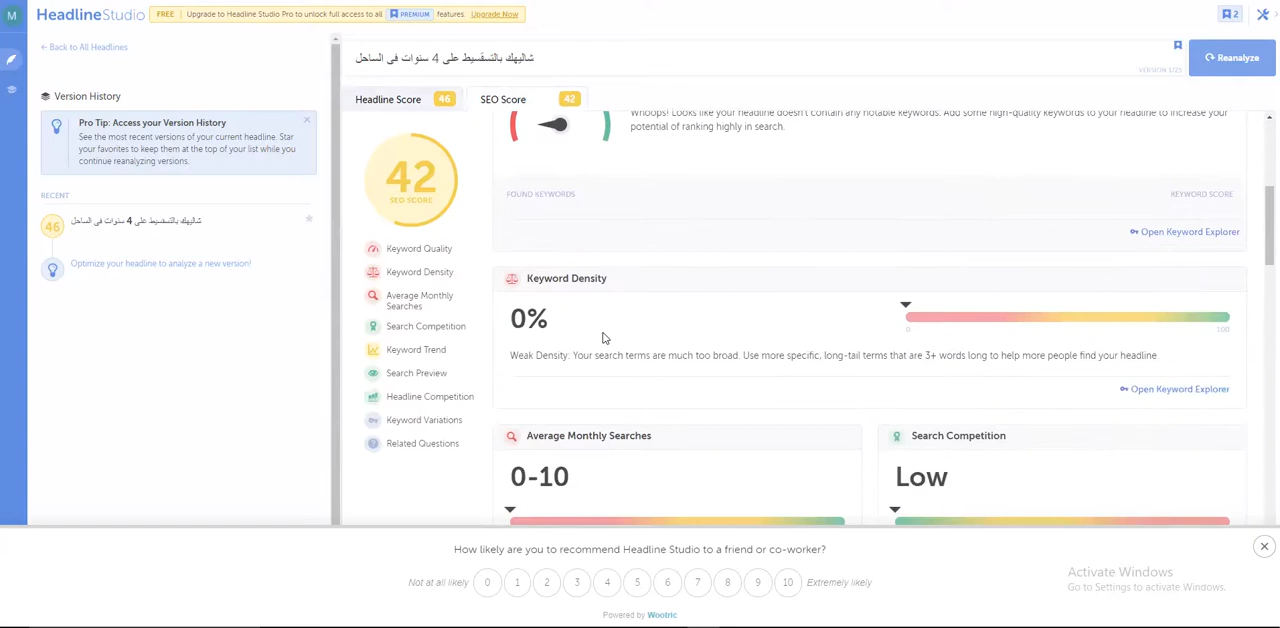 M
HeadlineStudio
FREE Upgrade to Headline Studio Pro to unlock full access to all PREMIUM features. Upgrade Now
2
← Back to All Headlines
Version History
Pro Tip: Access your Version History
See the most recent versions of your current headline. Star
your favorites to keep them at the top of your list while you
continue reanalyzing versions.
RECENT
46
شاليهك بالتسقسيط على 4 سنوات فى الساحل
Optimize your headline to analyze a new version!
شاليهك بالتسقسيط على 4 سنوات فى الساحل
VERSION 1/25
Reanalyze
Headline Score 46
SEO Score 42
42
SEO SCORE
Keyword Quality
Keyword Density
Average Monthly
Searches
Search Competition
Keyword Trend
Search Preview
Headline Competition
Keyword Variations
Related Questions
Whoops! Looks like your headline doesn't contain any notable keywords. Add some high-quality keywords to your headline to increase your
potential of ranking highly in search.
FOUND KEYWORDS
KEYWORD SCORE
Open Keyword Explorer
Keyword Density
0%
0
100
Weak Density: Your search terms are much too broad. Use more specific, long-tail terms that are 3+ words long to help more people find your headline
Open Keyword Explorer
Average Monthly Searches
0-10
Search Competition
Low
How likely are you to recommend Headline Studio to a friend or co-worker?
Not at all likely 0 1 2 3 4 5 6 7 8 9 10 Extremely likely
Powered by Wootric
Activate Windows
Go to Settings to activate Windows.